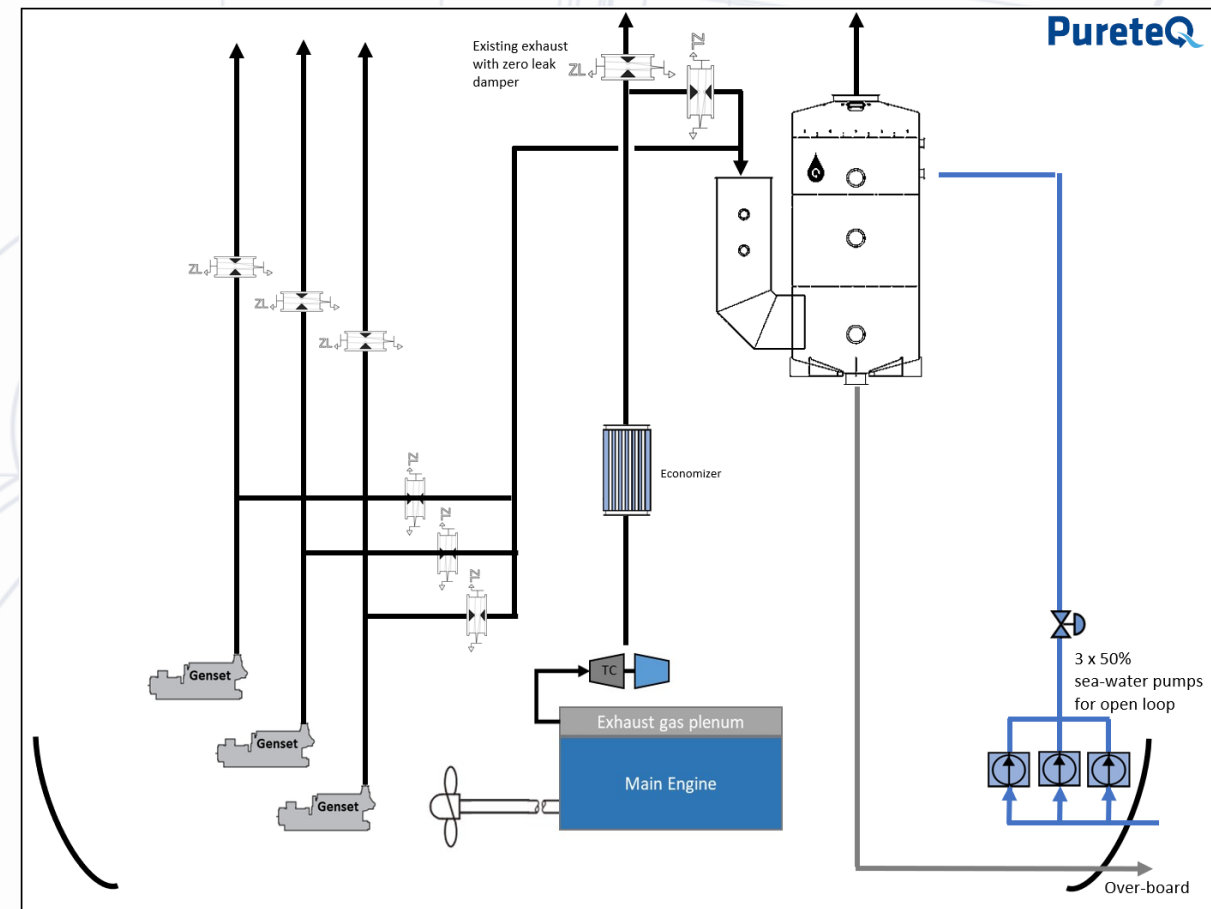 PureteQ
Existing exhaust
with zero leak
damper
ZL
ZL
ZL
ZL
ZL
Economizer
ZL
ZL
ZL
Genset
Genset
Genset
TC
Exhaust gas plenum
Main Engine
3 x 50%
sea-water pumps
for open loop
Over-board